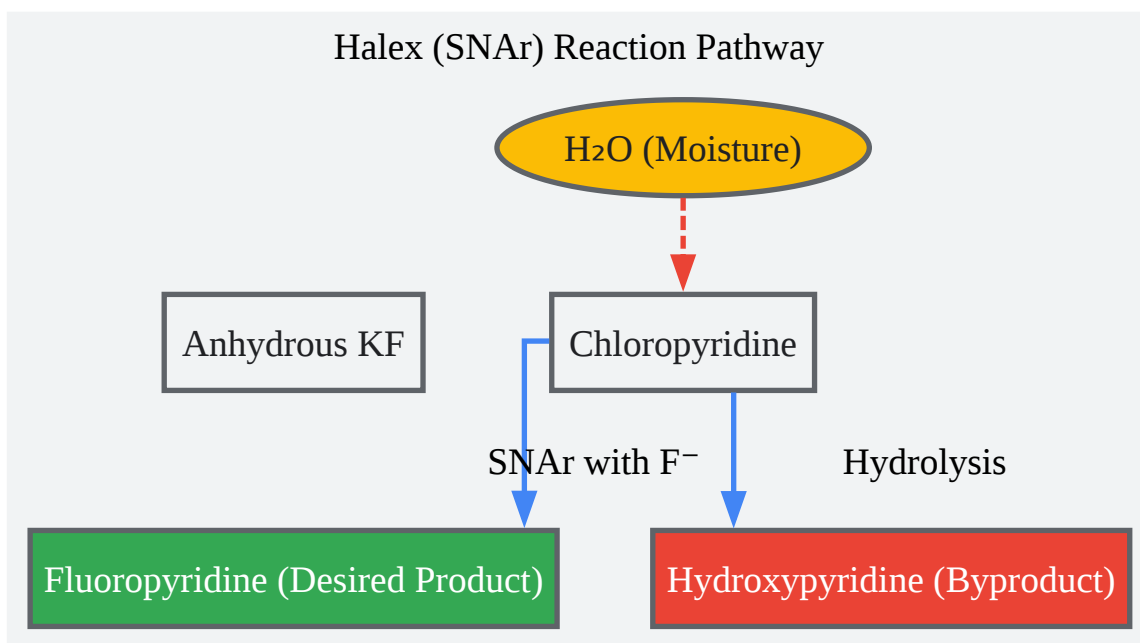 Halex (SNAr) Reaction Pathway
H₂O (Moisture)
Anhydrous KF
Chloropyridine
SNAr with F⁻
Hydrolysis
Fluoropyridine (Desired Product)
Hydroxypyridine (Byproduct)